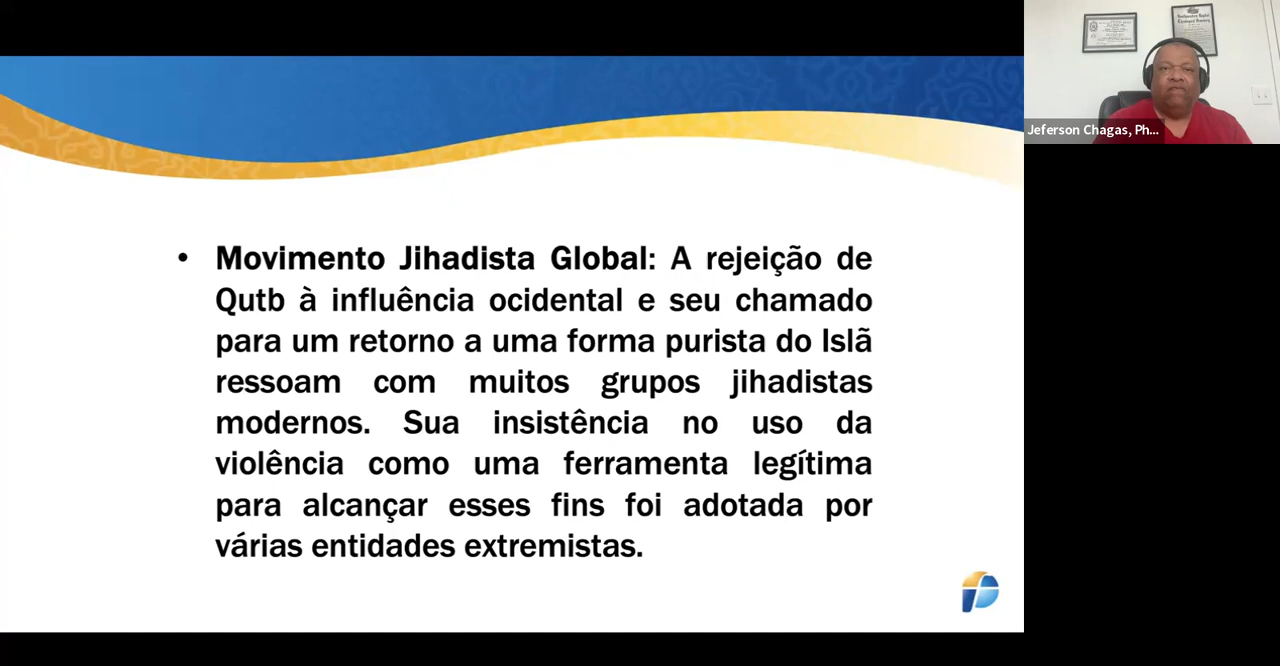 • Movimento Jihadista Global: A rejeição de
Qutb à influência ocidental e seu chamado
para um retorno a uma forma purista do Islã
ressoam com muitos grupos jihadistas
modernos. Sua insistência no uso da
violência como uma ferramenta legítima
para alcançar esses fins foi adotada por
várias entidades extremistas.
Jeferson Chagas, Ph...